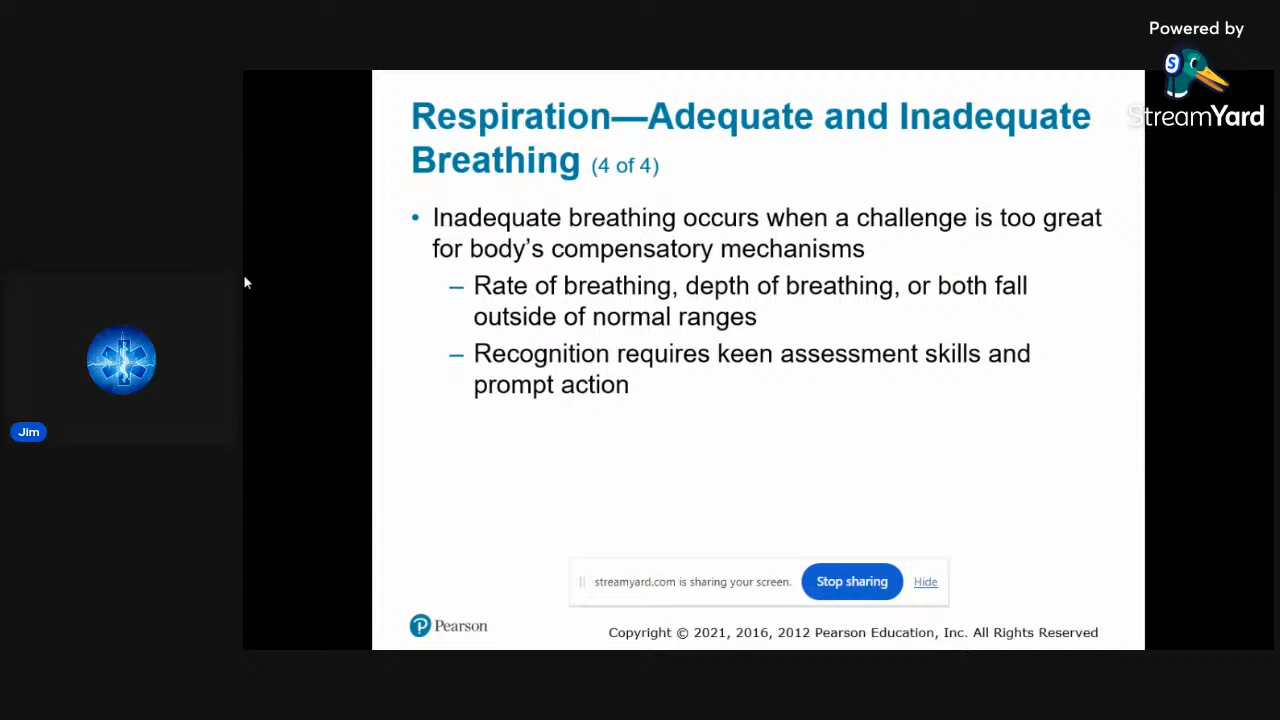 Powered by
StreamYard
Respiration—Adequate and Inadequate
Breathing (4 of 4)
• Inadequate breathing occurs when a challenge is too great
for body’s compensatory mechanisms
– Rate of breathing, depth of breathing, or both fall
outside of normal ranges
– Recognition requires keen assessment skills and
prompt action
Jim
streamyard.com is sharing your screen. Stop sharing Hide
Pearson
Copyright © 2021, 2016, 2012 Pearson Education, Inc. All Rights Reserved